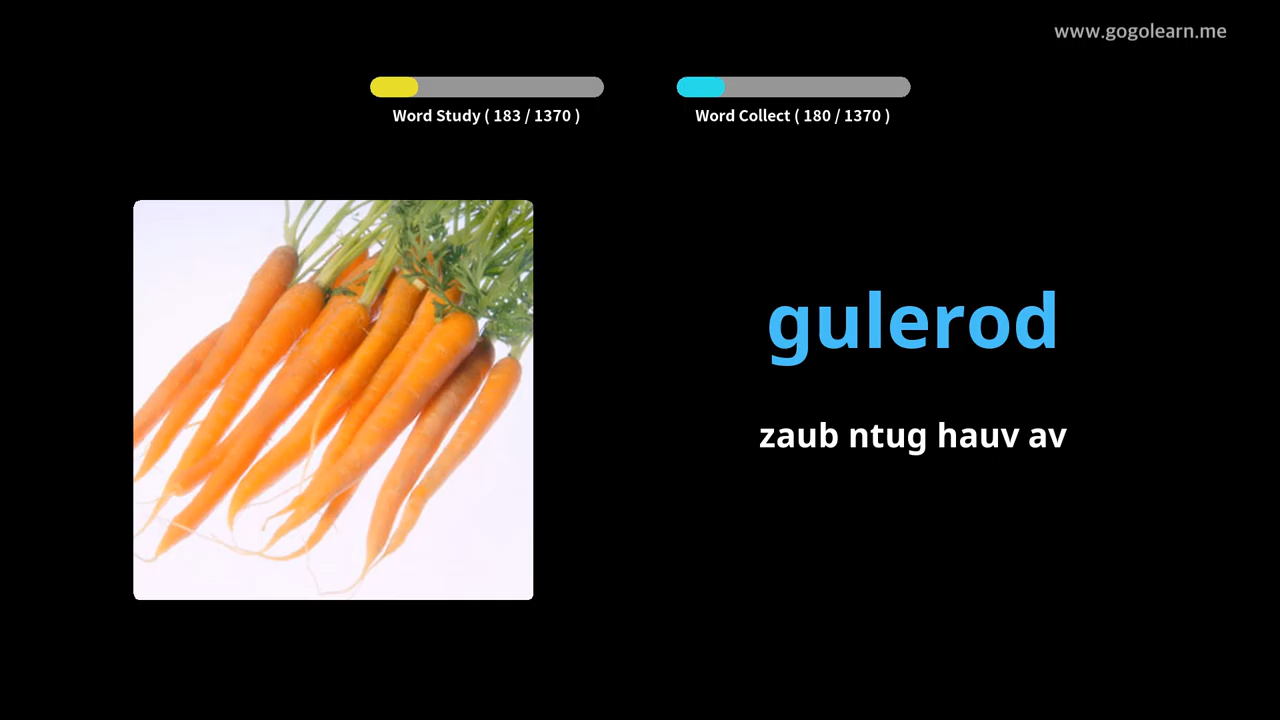 www.gogolearn.me
Word Study ( 183 / 1370 )
Word Collect ( 180 / 1370 )
gulerod
zaub ntug hauv av